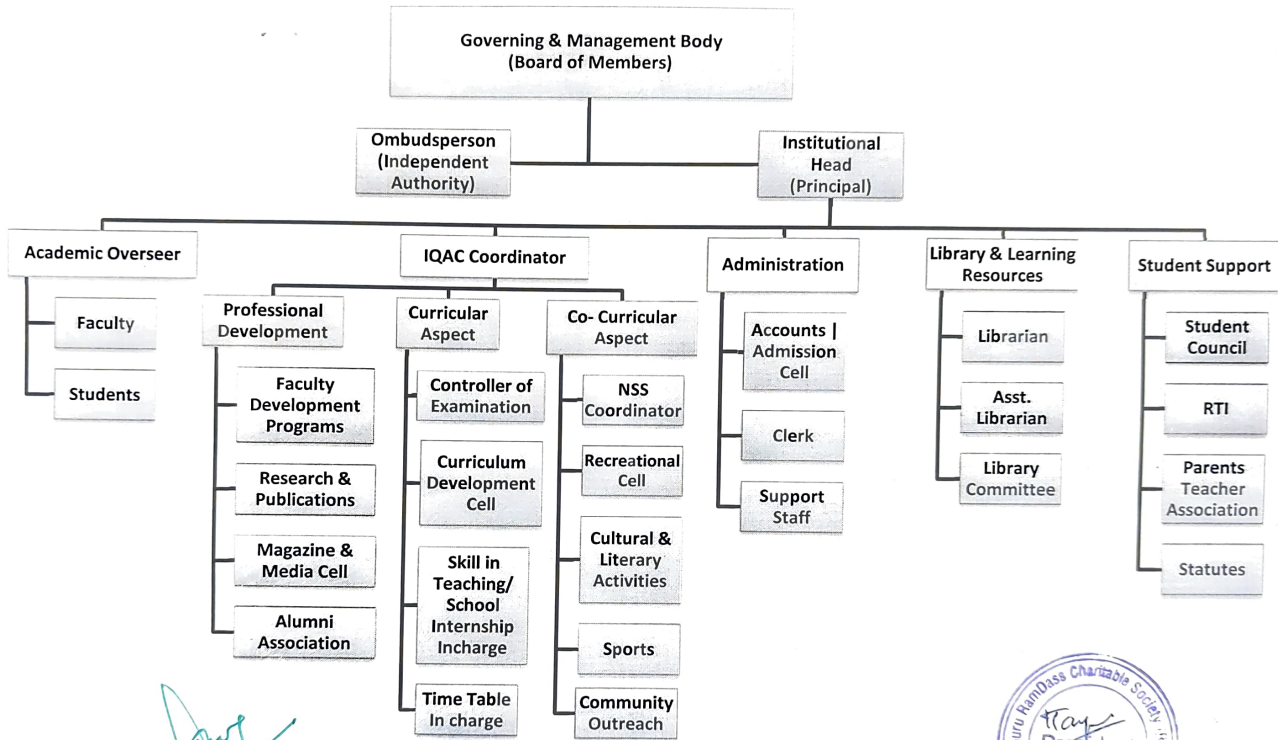 Governing & Management Body
(Board of Members)
Ombudsperson
(Independent
Authority)
Institutional
Head
(Principal)
Academic Overseer
Faculty
Students
IQAC Coordinator
Professional
Development
Faculty
Development
Programs
Research &
Publications
Magazine &
Media Cell
Alumni
Association
Curricular
Aspect
Controller of
Examination
Curriculum
Development
Cell
Skill in
Teaching/
School
Internship
Incharge
Time Table
In charge
Co- Curricular
Aspect
NSS
Coordinator
Recreational
Cell
Cultural &
Literary
Activities
Sports
Community
Outreach
Administration
Accounts |
Admission
Cell
Clerk
Support
Staff
Library & Learning
Resources
Librarian
Asst.
Librarian
Library
Committee
Student Support
Student
Council
RTI
Parents
Teacher
Association
Statutes
RamDass Charitable Society